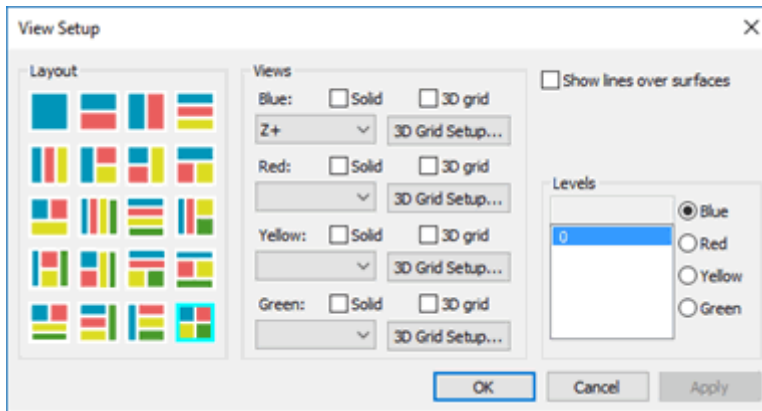 View Setup
Layout
Views
Blue: Solid 3D grid
Z+ 3D Grid Setup...
Red: Solid 3D grid
3D Grid Setup...
Yellow: Solid 3D grid
3D Grid Setup...
Green: Solid 3D grid
3D Grid Setup...
Show lines over surfaces
Levels
0
Blue
Red
Yellow
Green
OK Cancel Apply